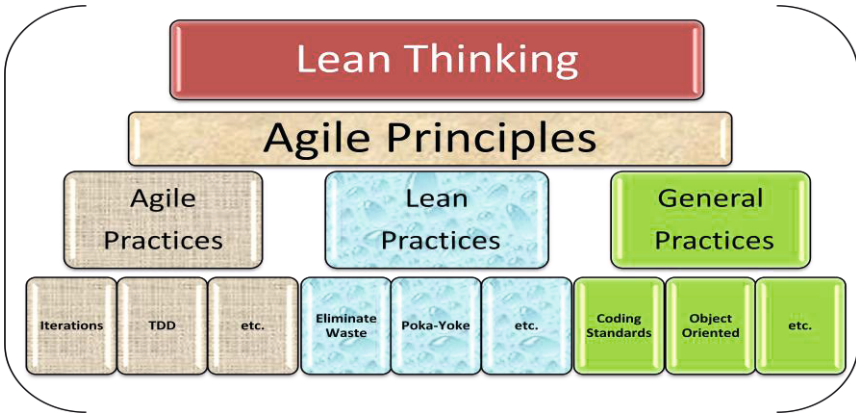 Lean Thinking
Agile Principles
Agile
Practices
Lean
Practices
General
Practices
Iterations
TDD
etc.
Eliminate
Waste
Poka-Yoke
etc.
Coding
Standards
Object
Oriented
etc.